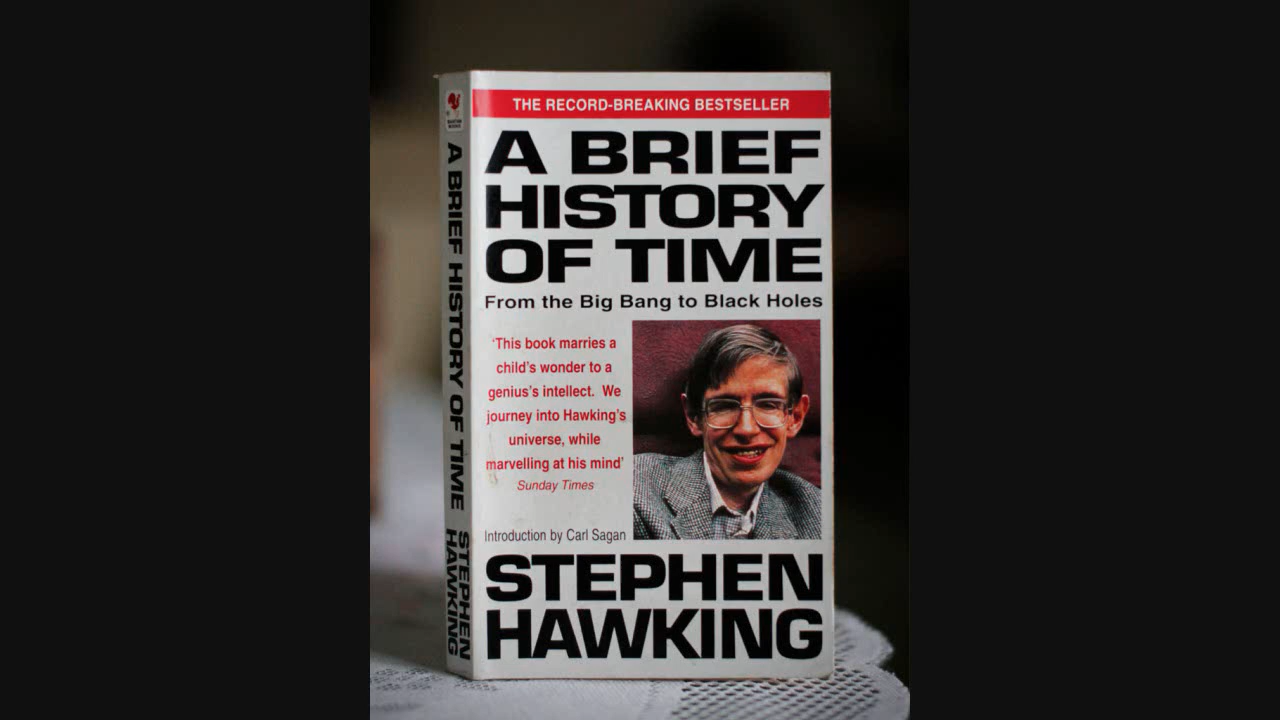 THE RECORD-BREAKING BESTSELLER
A BRIEF
HISTORY
OF TIME
From the Big Bang to Black Holes
'This book marries a
child's wonder to a
genius's intellect. We
journey into Hawking's
universe, while
marvelling at his mind'
Sunday Times
Introduction by Carl Sagan
STEPHEN
HAWKING
A BRIEF HISTORY OF TIME
STEPHEN
HAWKING
BANTAM
BOOKS